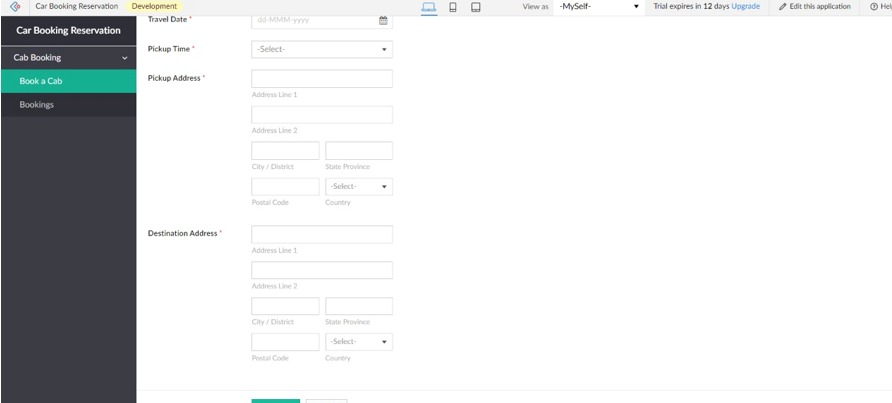 Car Booking Reservation Development View as -MySelf- Trial expires in 12 days Upgrade Edit this application
Car Booking Reservation
Cab Booking
Book a Cab
Bookings
Travel Date *
dd-MMM-yyyy
Pickup Time *
-Select-
Pickup Address *
Address Line 1
Address Line 2
City / District State Province
-Select-
Postal Code Country
Destination Address *
Address Line 1
Address Line 2
City / District State Province
-Select-
Postal Code Country